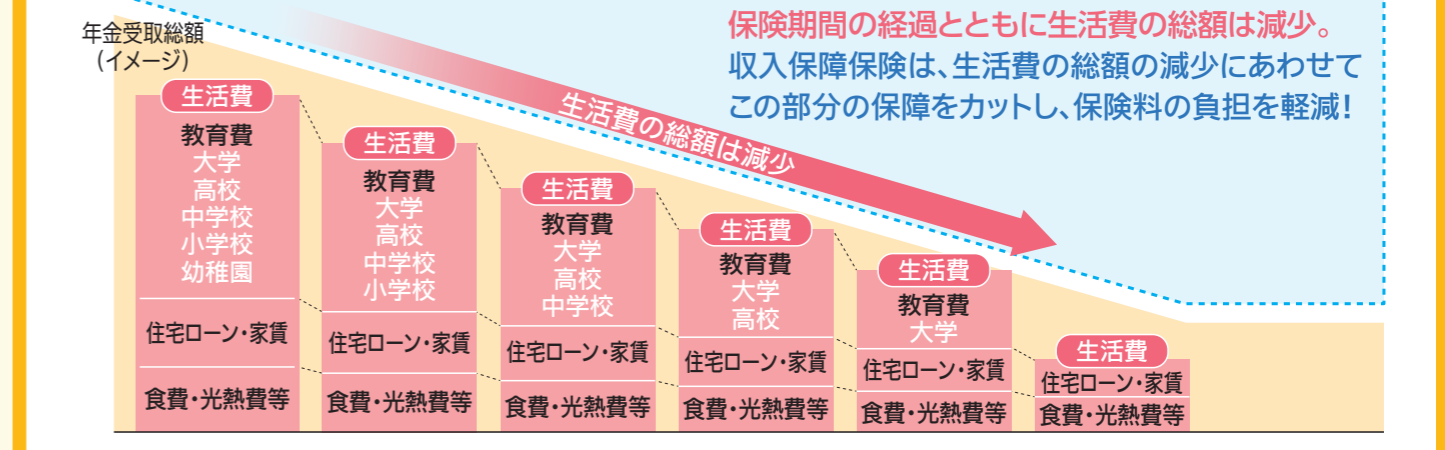 保険期間の経過とともに生活費の総額は減少。
収入保障保険は、生活費の総額の減少にあわせて
この部分の保障をカットし、保険料の負担を軽減!
年金受取総額
(イメージ)
生活費の総額は減少
生活費
教育費
大学
高校
中学校
小学校
幼稚園
住宅ローン・家賃
食費・光熱費等
生活費
教育費
大学
高校
中学校
小学校
住宅ローン・家賃
食費・光熱費等
生活費
教育費
大学
高校
中学校
住宅ローン・家賃
食費・光熱費等
生活費
教育費
大学
高校
住宅ローン・家賃
食費・光熱費等
生活費
教育費
大学
住宅ローン・家賃
食費・光熱費等
生活費
住宅ローン・家賃
食費・光熱費等